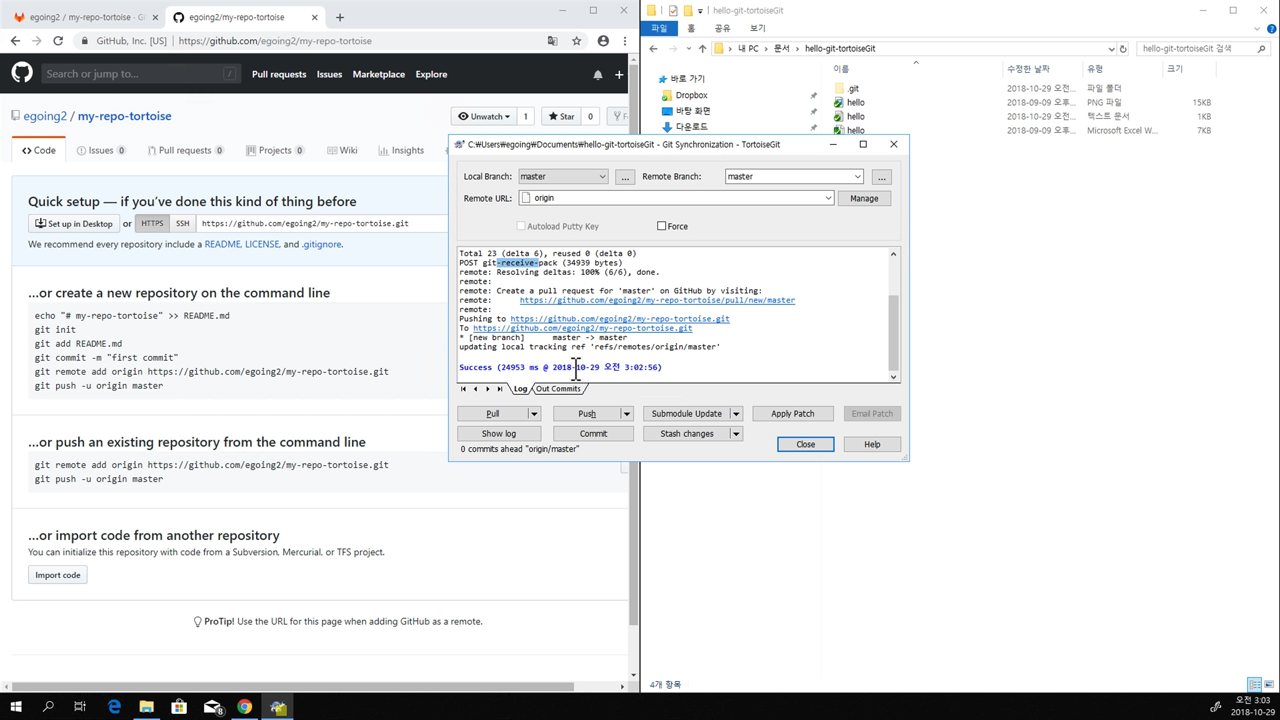 egoing2 / my-repo-tortoise · Gi
egoing2/my-repo-tortoise
GitHub, Inc. [US]
https://github.com/egoing2/my-repo-tortoise
Search or jump to...
/
Pull requests
Issues
Marketplace
Explore
egoing2 / my-repo-tortoise
Unwatch
1
Star
0
Code
Issues 0
Pull requests 0
Projects 0
Wiki
Insights
Quick setup — if you've done this kind of thing before
Set up in Desktop
or
HTTPS
SSH
https://github.com/egoing2/my-repo-tortoise.git
We recommend every repository include a README, LICENSE, and .gitignore.
...or create a new repository on the command line
echo "# my-repo-tortoise" >> README.md
git init
git add README.md
git commit -m "first commit"
git remote add origin https://github.com/egoing2/my-repo-tortoise.git
git push -u origin master
...or push an existing repository from the command line
git remote add origin https://github.com/egoing2/my-repo-tortoise.git
git push -u origin master
...or import code from another repository
You can initialize this repository with code from a Subversion, Mercurial, or TFS project.
Import code
ProTip! Use the URL for this page when adding GitHub as a remote.
C:₩Users₩egoing₩Documents₩hello-git-tortoiseGit - Git Synchronization - TortoiseGit
Local Branch:
master
...
Remote Branch:
master
...
Remote URL:
origin
Manage
Autoload Putty Key
Force
Total 23 (delta 6), reused 0 (delta 0)
POST git-receive-pack (34939 bytes)
remote: Resolving deltas: 100% (6/6), done.
remote:
remote: Create a pull request for 'master' on GitHub by visiting:
remote: https://github.com/egoing2/my-repo-tortoise/pull/new/master
remote:
Pushing to https://github.com/egoing2/my-repo-tortoise.git
To https://github.com/egoing2/my-repo-tortoise.git
* [new branch] master -> master
updating local tracking ref 'refs/remotes/origin/master'
Success (24953 ms @ 2018-10-29 오전 3:02:56)
Log
Out Commits
Pull
Push
Submodule Update
Apply Patch
Email Patch
Show log
Commit
Stash changes
Close
Help
0 commits ahead "origin/master"
hello-git-tortoiseGit
파일
홈
공유
보기
내 PC
문서
hello-git-tortoiseGit
hello-git-tortoiseGit 검색
바로 가기
Dropbox
바탕 화면
다운로드
이름
수정한 날짜
유형
크기
.git
2018-10-29 오전...
파일 폴더
hello
2018-09-09 오후...
PNG 파일
15KB
hello
2018-10-29 오전...
텍스트 문서
1KB
hello
2018-09-09 오후...
Microsoft Excel W...
7KB
4개 항목
8
오전 3:03
2018-10-29